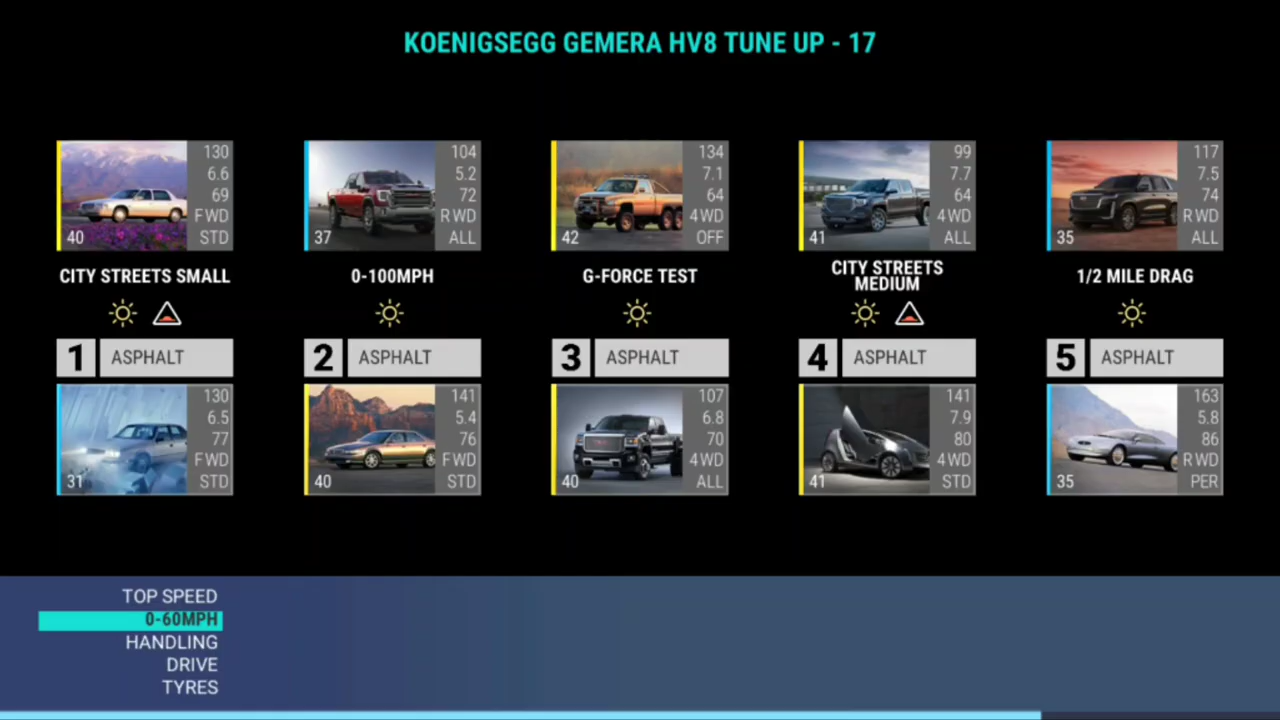 KOENIGSEGG GEMERA HV8 TUNE UP - 17
130
6.6
69
FWD
40 STD
104
5.2
72
RWD
37 ALL
134
7.1
64
4WD
42 OFF
99
7.7
64
4WD
41 ALL
117
7.5
74
RWD
35 ALL
CITY STREETS SMALL
0-100MPH
G-FORCE TEST
CITY STREETS
MEDIUM
1/2 MILE DRAG
1 ASPHALT
2 ASPHALT
3 ASPHALT
4 ASPHALT
5 ASPHALT
130
6.5
77
FWD
31 STD
141
5.4
76
FWD
40 STD
107
6.8
70
4WD
40 ALL
141
7.9
80
4WD
41 STD
163
5.8
86
RWD
35 PER
TOP SPEED
0-60MPH
HANDLING
DRIVE
TYRES